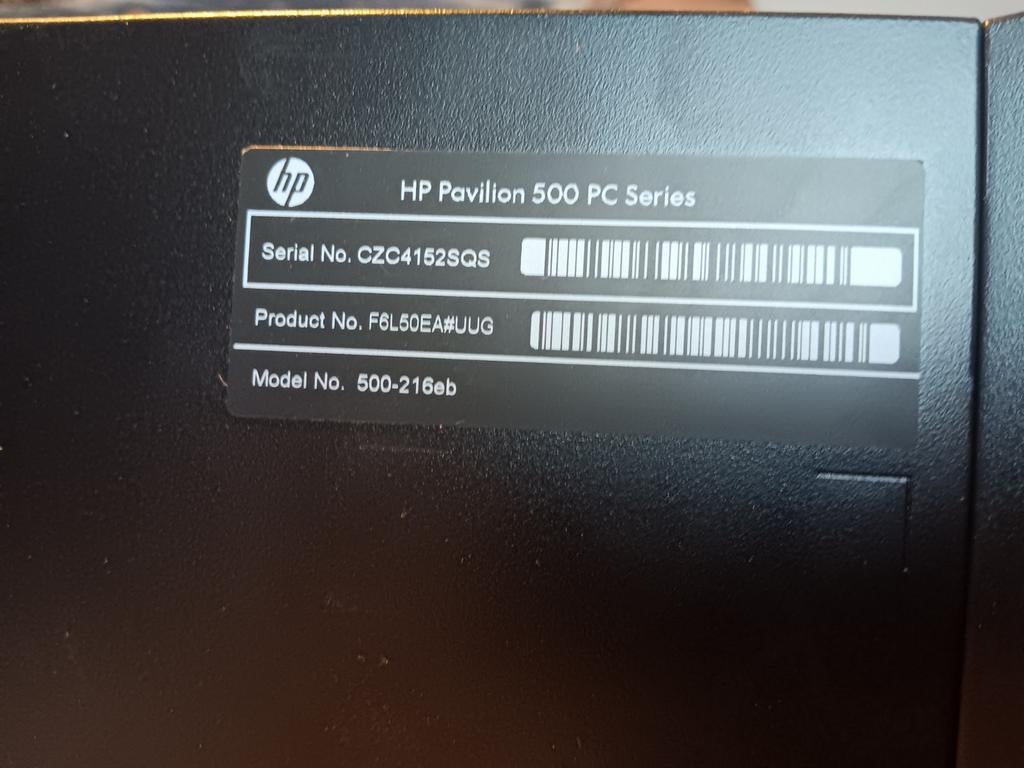 hp
HP Pavilion 500 PC Series
Serial No. CZC4152SQS
Product No. F6L50EA#UUG
Model No. 500-216eb